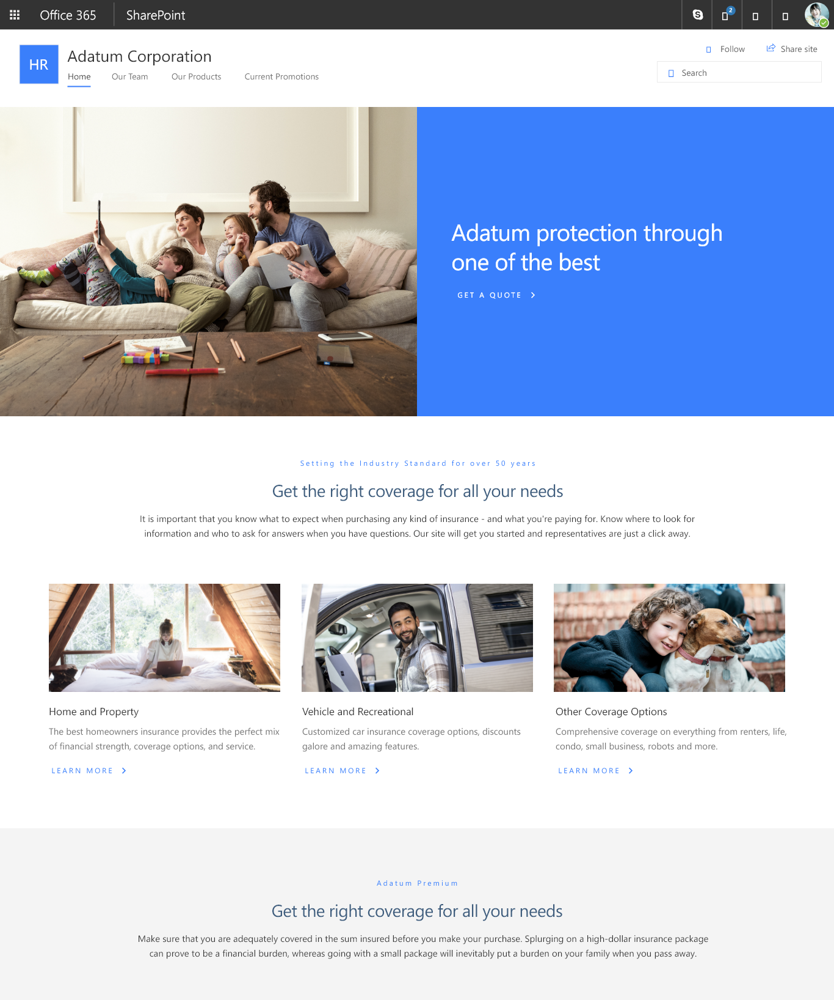 Office 365
SharePoint
2
HR
Adatum Corporation
Home
Our Team
Our Products
Current Promotions
Follow
Share site
Search
Adatum protection through
one of the best
GET A QUOTE
Setting the Industry Standard for over 50 years
Get the right coverage for all your needs
It is important that you know what to expect when purchasing any kind of insurance - and what you're paying for. Know where to look for
information and who to ask for answers when you have questions. Our site will get you started and representatives are just a click away.
Home and Property
The best homeowners insurance provides the perfect mix
of financial strength, coverage options, and service.
LEARN MORE
Vehicle and Recreational
Customized car insurance coverage options, discounts
galore and amazing features.
LEARN MORE
Other Coverage Options
Comprehensive coverage on everything from renters, life,
condo, small business, robots and more.
LEARN MORE
Adatum Premium
Get the right coverage for all your needs
Make sure that you are adequately covered in the sum insured before you make your purchase. Splurging on a high-dollar insurance package
can prove to be a financial burden, whereas going with a small package will inevitably put a burden on your family when you pass away.